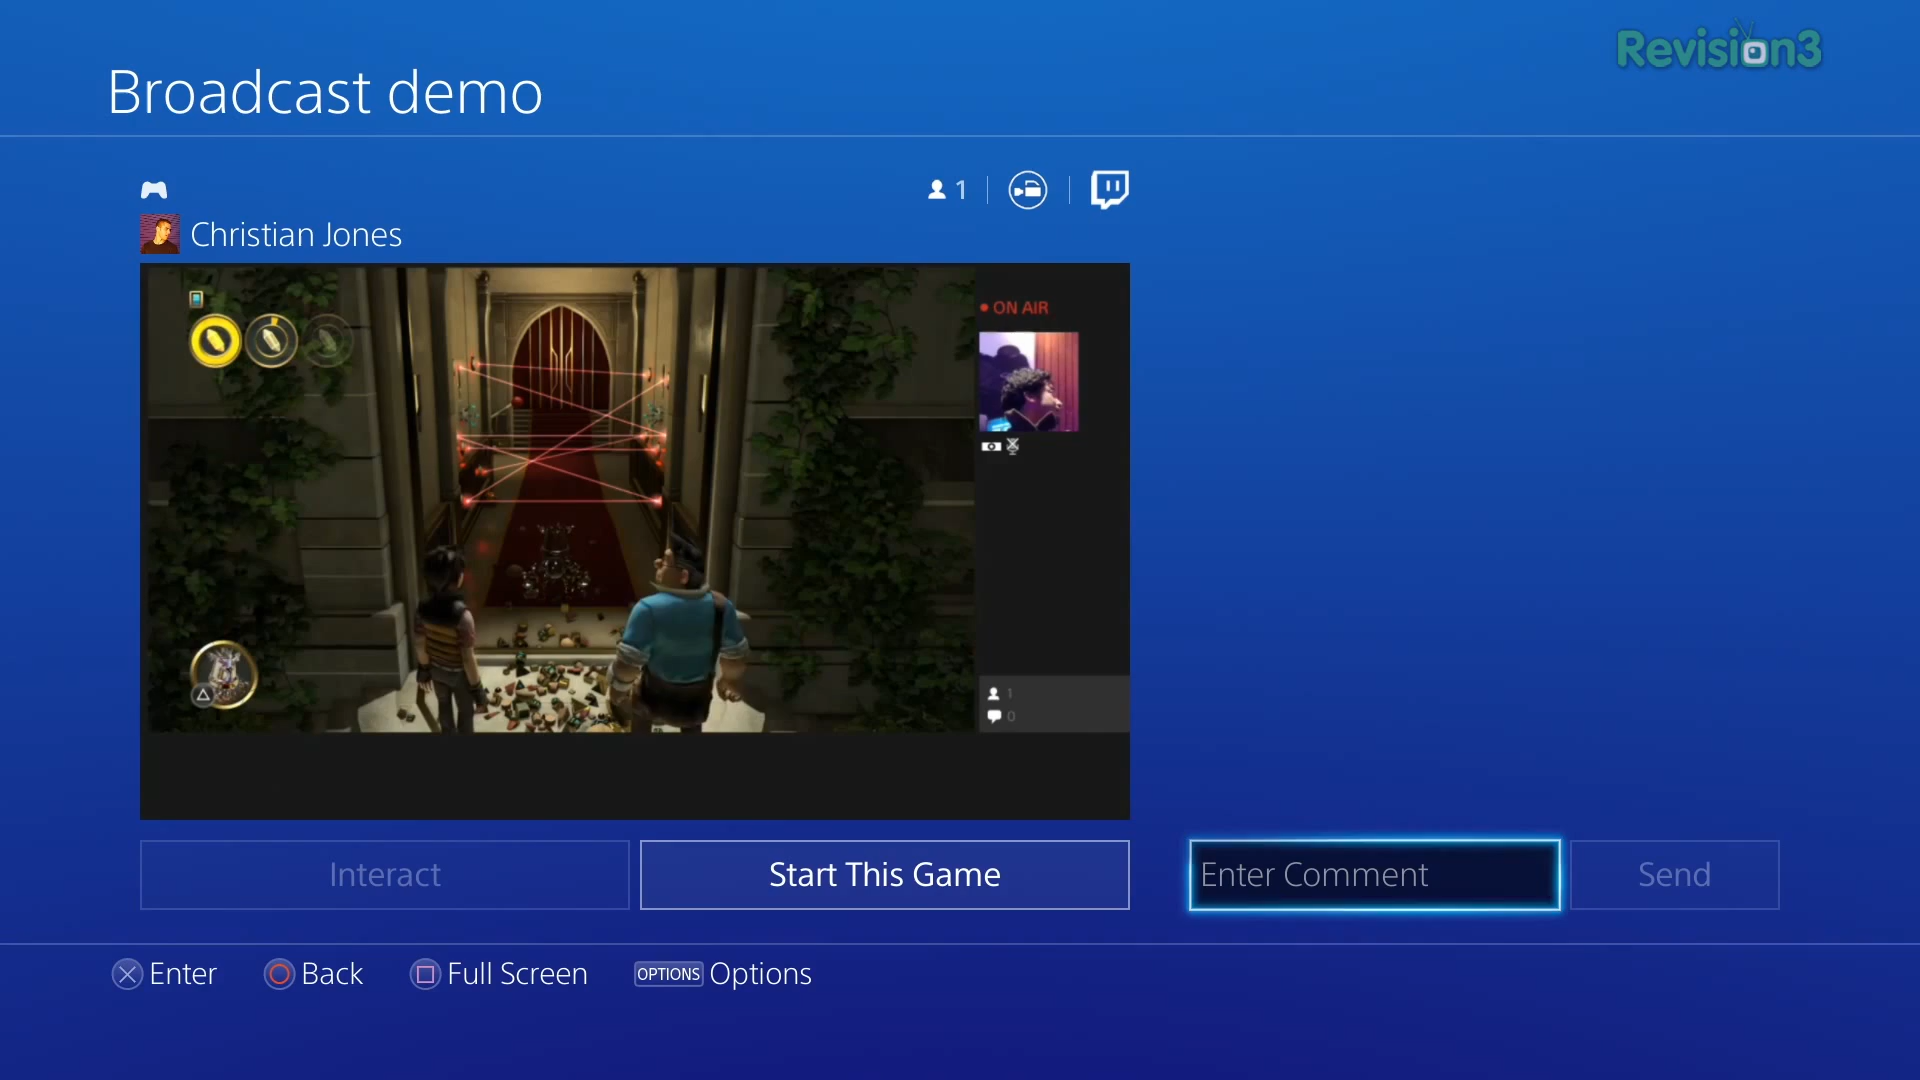 Revision3
Broadcast demo
1
Christian Jones
ON AIR
1
0
Interact
Start This Game
Enter Comment
Send
Enter
Back
Full Screen
OPTIONS Options